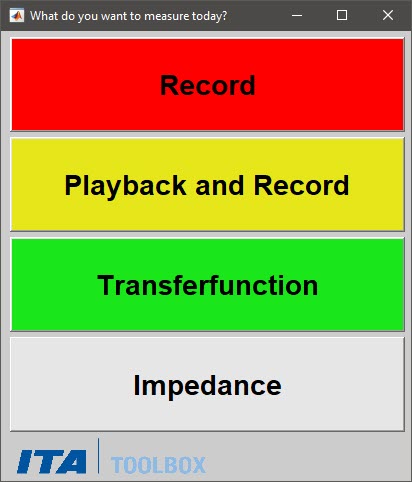 What do you want to measure today?
Record
Playback and Record
Transferfunction
Impedance
ITA TOOLBOX